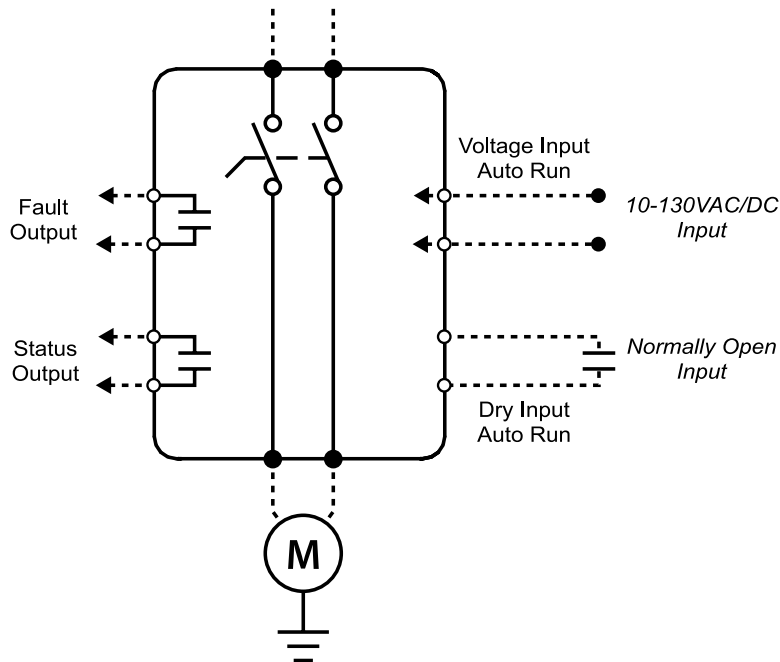 Voltage Input
Auto Run
Fault
Output
10-130VAC/DC
Input
Status
Output
Normally Open
Input
Dry Input
Auto Run
M